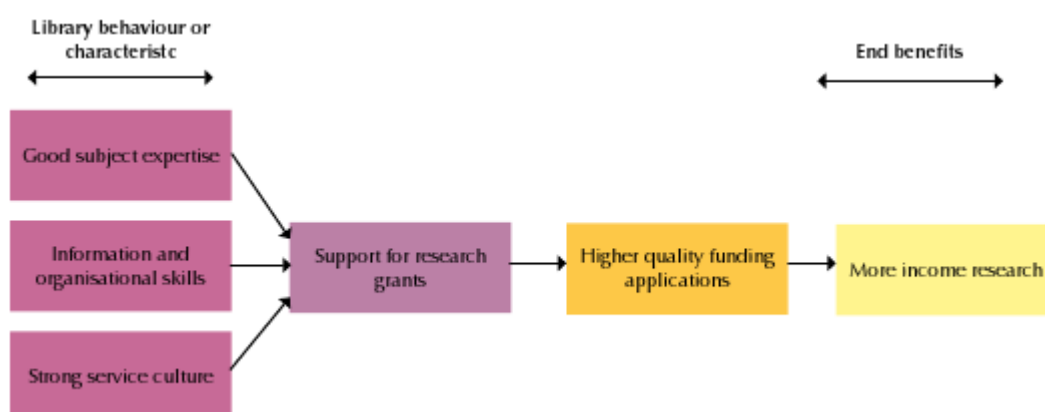 Library behaviour or
characteristc
End benefits
Good subject expertise
Information and
organisational skills
Strong service culture
Support for research
grants
Higher quality funding
applications
More income research